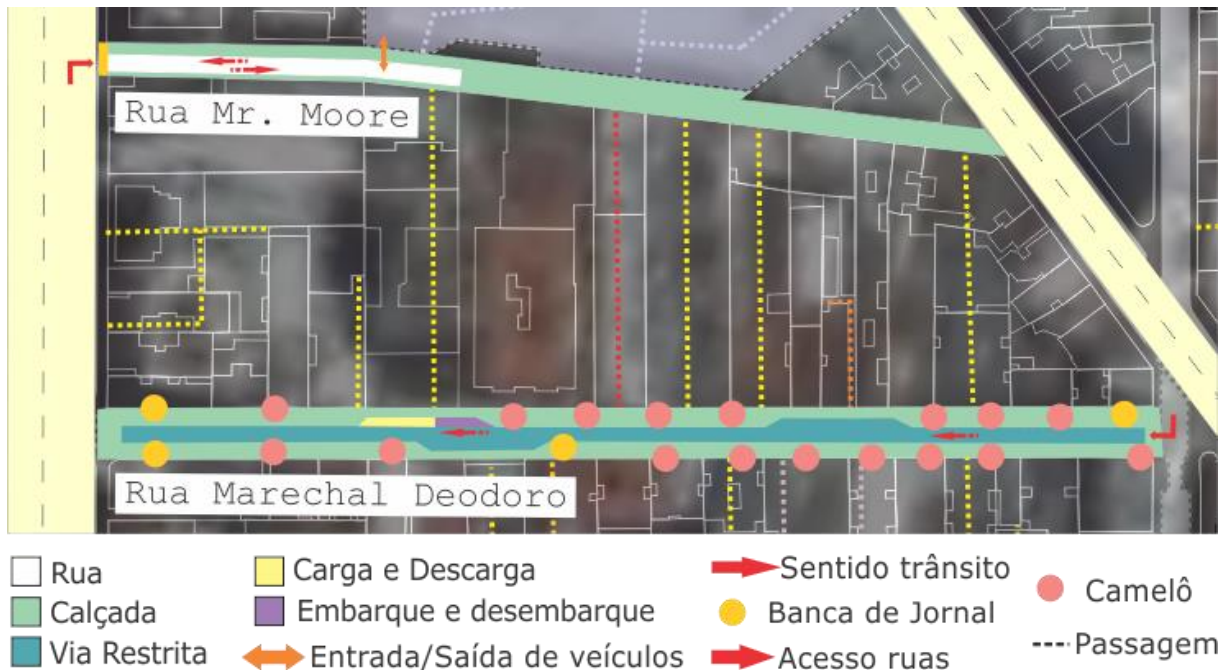 Rua Mr. Moore
Rua Marechal Deodoro
Rua
Calçada
Via Restrita
Carga e Descarga
Embarque e desembarque
Entrada/Saída de veículos
Sentido trânsito
Banca de Jornal
Acesso ruas
Camelô
Passagem